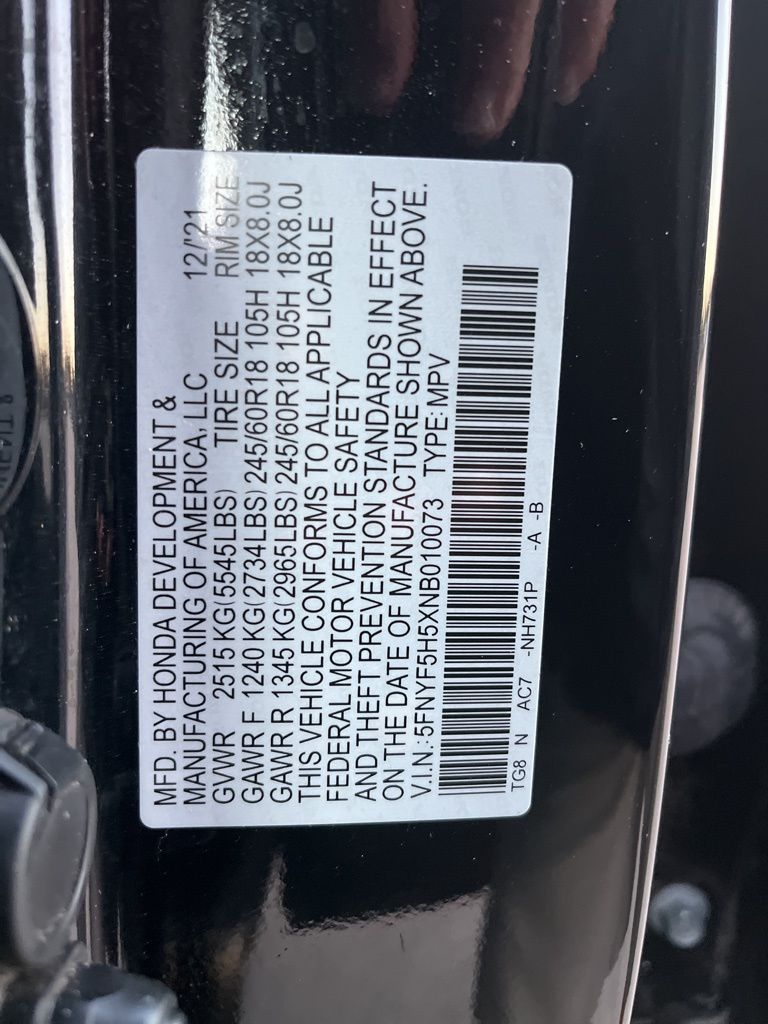 MFD. BY HONDA DEVELOPMENT &
MANUFACTURING OF AMERICA, LLC 12/'21
GVWR 2515 KG(5545LBS) TIRE SIZE RIM SIZE
GAWR F 1240 KG(2734LBS) 245/60R18 105H 18X8.0J
GAWR R 1345 KG(2965LBS) 245/60R18 105H 18X8.0J
THIS VEHICLE CONFORMS TO ALL APPLICABLE
FEDERAL MOTOR VEHICLE SAFETY
AND THEFT PREVENTION STANDARDS IN EFFECT
ON THE DATE OF MANUFACTURE SHOWN ABOVE.
V.I.N.:5FNYF5H5XNB010073 TYPE:MPV
TG8 N AC7 -NH731P -A -B